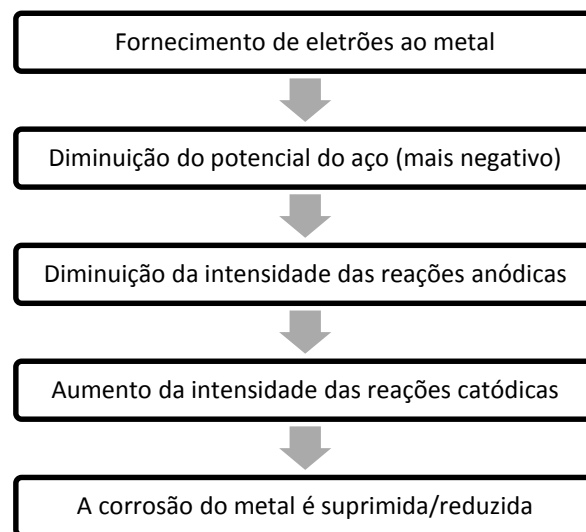 Fornecimento de eletrões ao metal
Diminuição do potencial do aço (mais negativo)
Diminuição da intensidade das reações anódicas
Aumento da intensidade das reações catódicas
A corrosão do metal é suprimida/reduzida